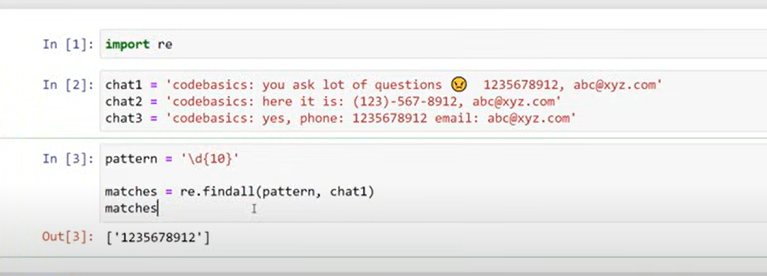 In [1]: import re
In [2]: chat1 = 'codebasics: you ask lot of questions 😠  1235678912, abc@xyz.com'
chat2 = 'codebasics: here it is: (123)-567-8912, abc@xyz.com'
chat3 = 'codebasics: yes, phone: 1235678912 email: abc@xyz.com'
In [3]: pattern = '\d{10}'
matches = re.findall(pattern, chat1)
matches
Out[3]: ['1235678912']